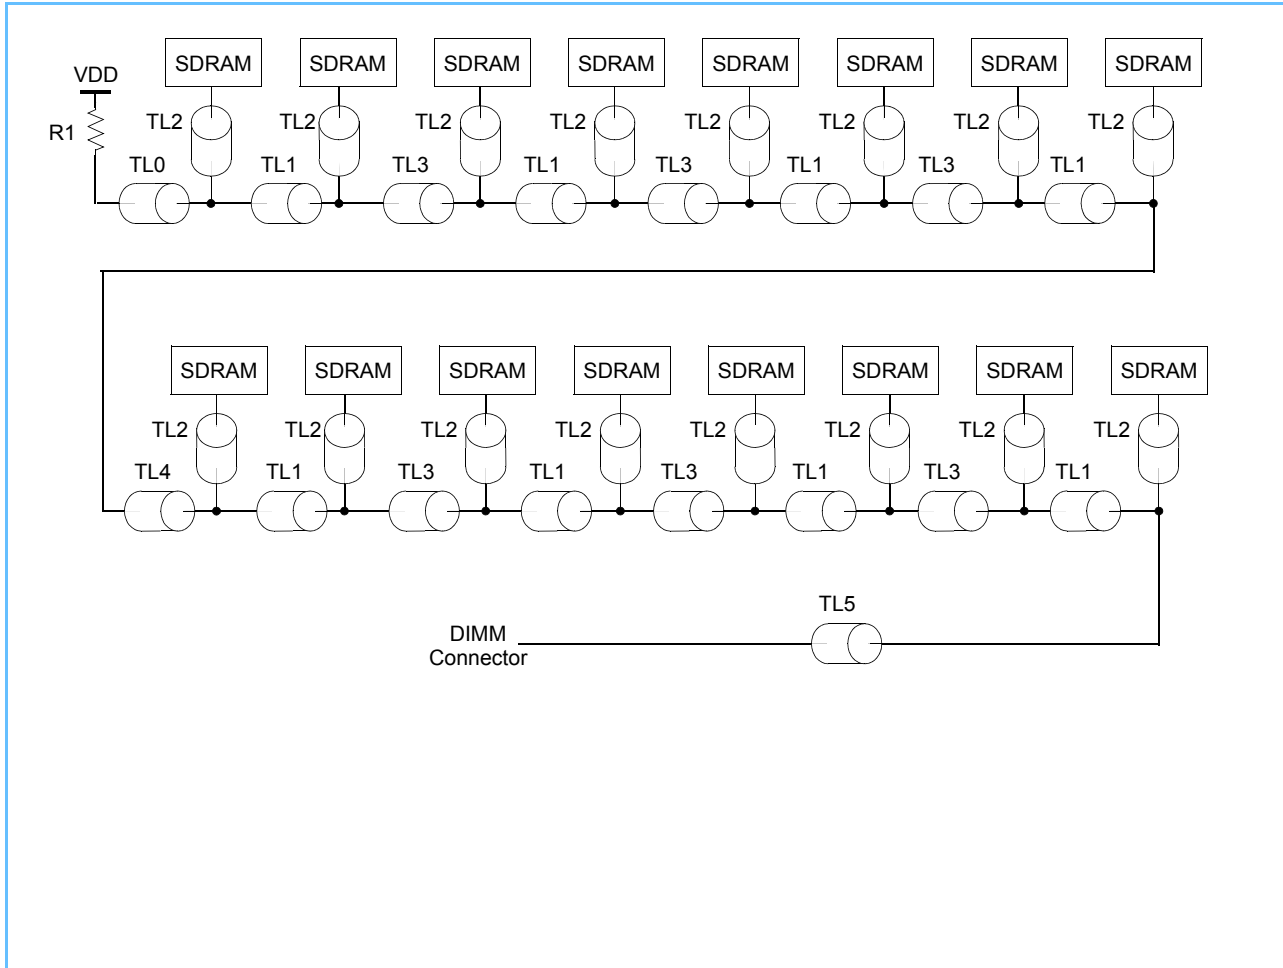 SDRAM SDRAM SDRAM SDRAM SDRAM SDRAM SDRAM SDRAM
VDD
TL2 TL2 TL2 TL2 TL2 TL2 TL2 TL2
R1
TL0 TL1 TL3 TL1 TL3 TL1 TL3 TL1
SDRAM SDRAM SDRAM SDRAM SDRAM SDRAM SDRAM SDRAM
TL2 TL2 TL2 TL2 TL2 TL2 TL2 TL2
TL4 TL1 TL3 TL1 TL3 TL1 TL3 TL1
TL5
DIMM
Connector